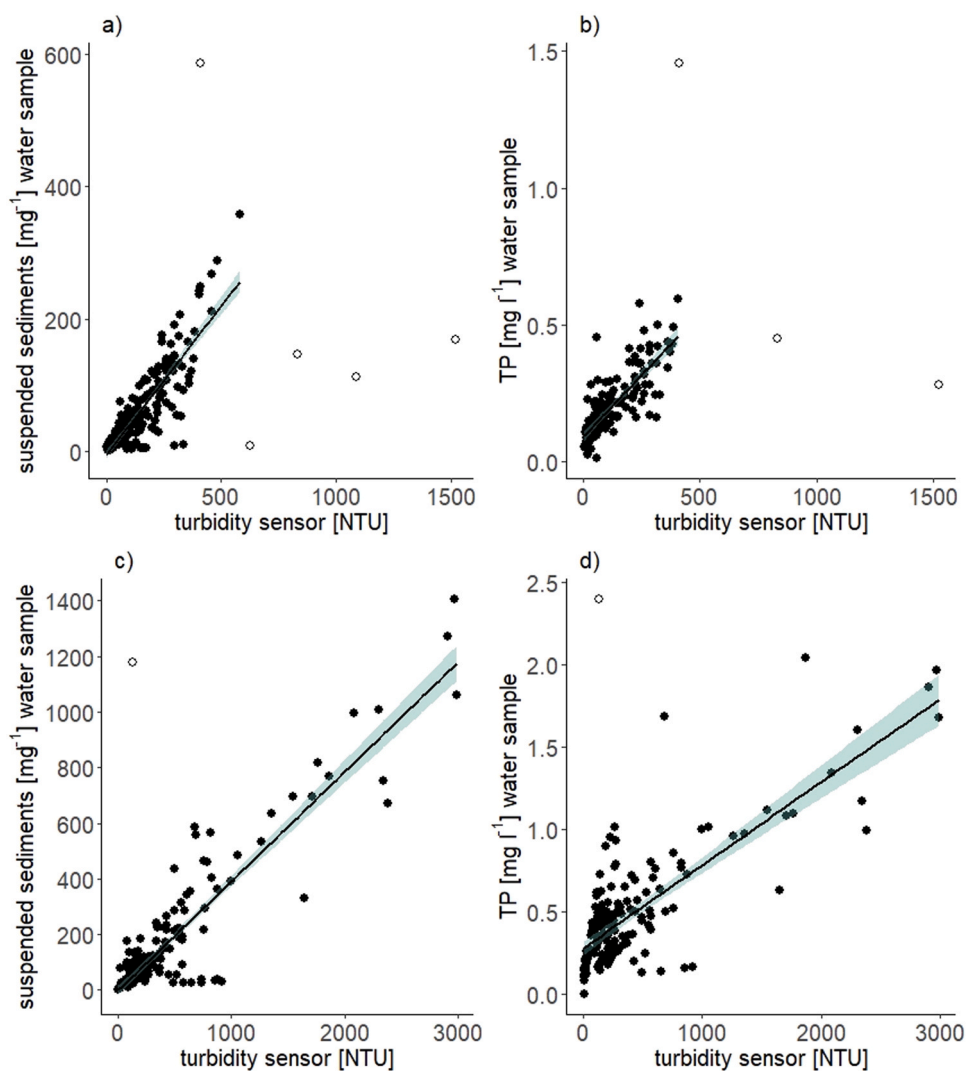 a)
suspended sediments [mg⁻¹] water sample
600
400
200
0
0 500 1000 1500
turbidity sensor [NTU]
b)
TP [mg l⁻¹] water sample
1.5
1.0
0.5
0.0
0 500 1000 1500
turbidity sensor [NTU]
c)
suspended sediments [mg⁻¹] water sample
1400
1200
1000
800
600
400
200
0
0 1000 2000 3000
turbidity sensor [NTU]
d)
TP [mg l⁻¹] water sample
2.5
2.0
1.5
1.0
0.5
0.0
0 1000 2000 3000
turbidity sensor [NTU]